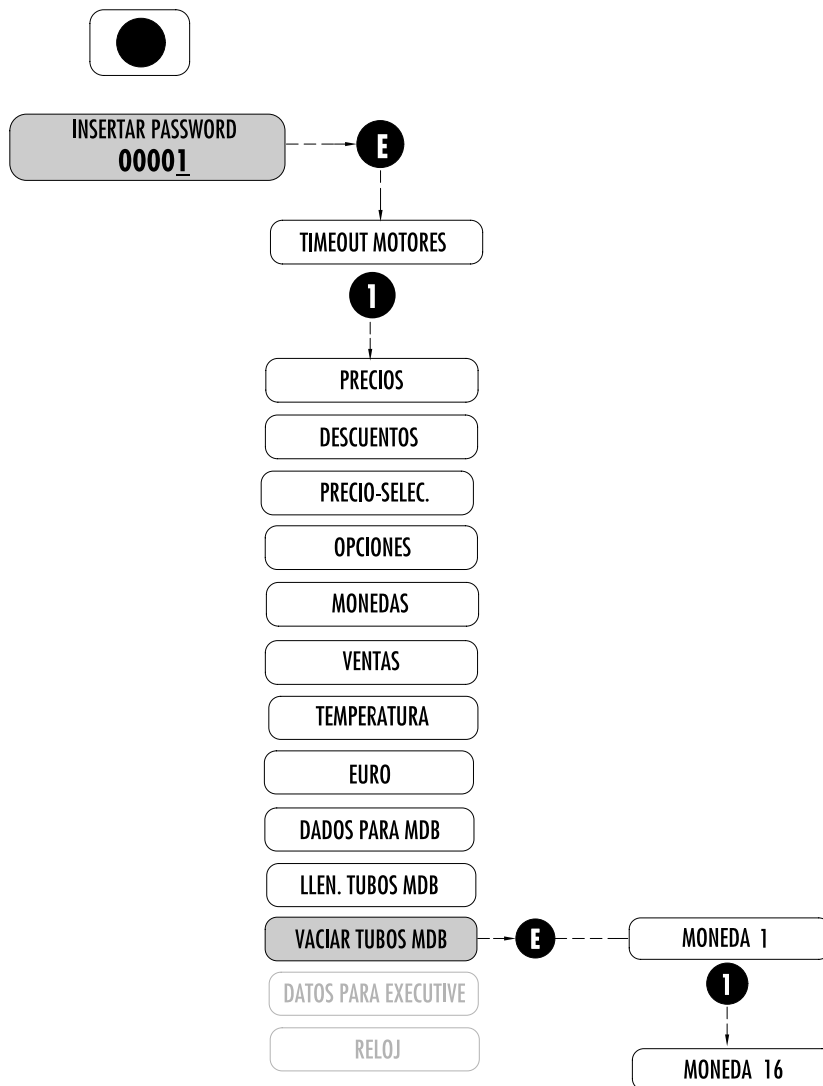 INSERTAR PASSWORD
00001
E
TIMEOUT MOTORES
1
PRECIOS
DESCUENTOS
PRECIO-SELEC.
OPCIONES
MONEDAS
VENTAS
TEMPERATURA
EURO
DADOS PARA MDB
LLEN. TUBOS MDB
VACIAR TUBOS MDB
E
MONEDA 1
DATOS PARA EXECUTIVE
1
RELOJ
MONEDA 16